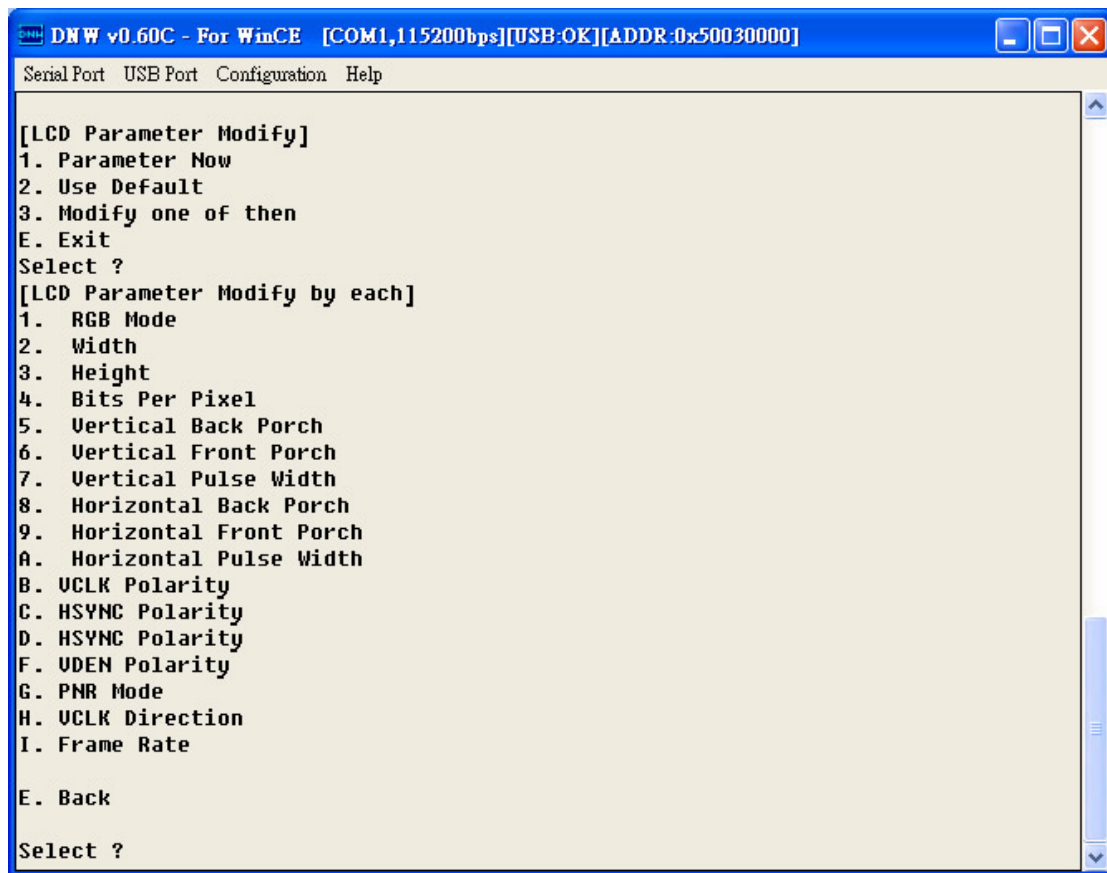 DNW v0.60C - For WinCE [COM1,115200bps][USB:OK][ADDR:0x50030000]
Serial Port USB Port Configuration Help
[LCD Parameter Modify]
1. Parameter Now
2. Use Default
3. Modify one of then
E. Exit
Select ?
[LCD Parameter Modify by each]
1. RGB Mode
2. Width
3. Height
4. Bits Per Pixel
5. Vertical Back Porch
6. Vertical Front Porch
7. Vertical Pulse Width
8. Horizontal Back Porch
9. Horizontal Front Porch
A. Horizontal Pulse Width
B. VCLK Polarity
C. HSYNC Polarity
D. HSYNC Polarity
F. VDEN Polarity
G. PNR Mode
H. VCLK Direction
I. Frame Rate
E. Back
Select ?